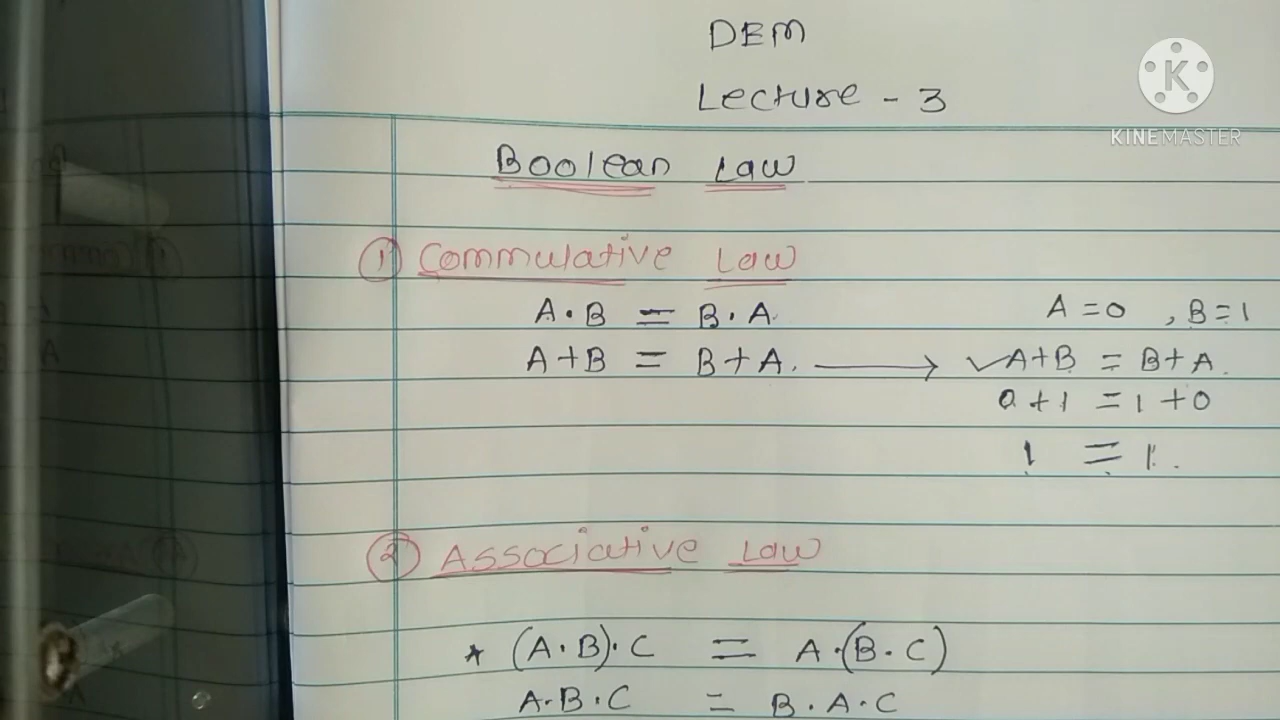 DEM
Lecture - 3
K
KINEMASTER
Boolean Law
① Commulative Law
A · B = B · A.
A + B = B + A. ⟶ ✓A+B = B+A.
A = 0 , B = 1
0 + 1 = 1 + 0
1 = 1.
② Associative Law
* (A·B)·C = A·(B·C)
A·B·C = B·A·C